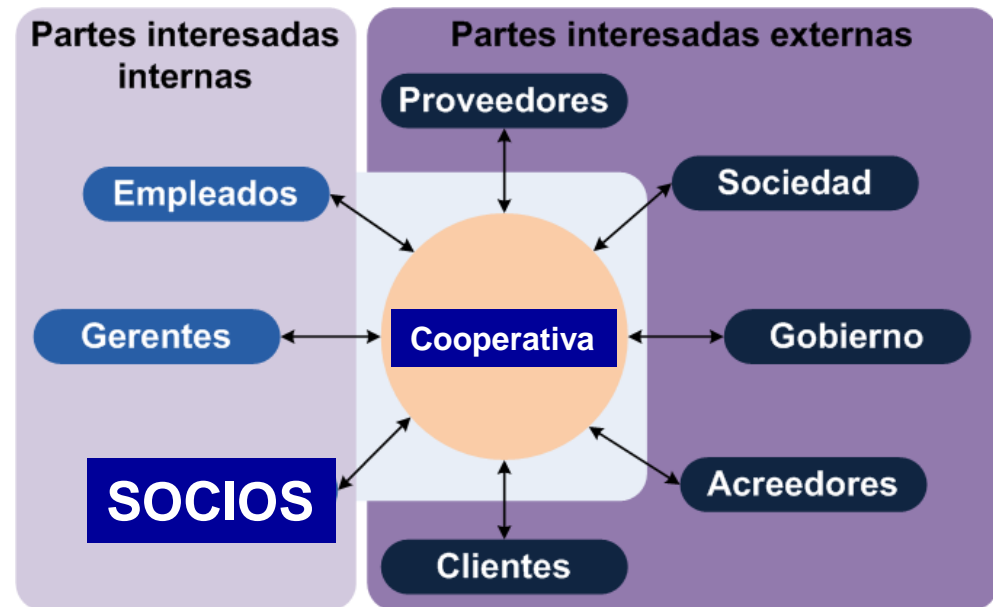 Partes interesadas
internas
Partes interesadas externas
Proveedores
Empleados
Sociedad
Gerentes
Cooperativa
Gobierno
SOCIOS
Acreedores
Clientes